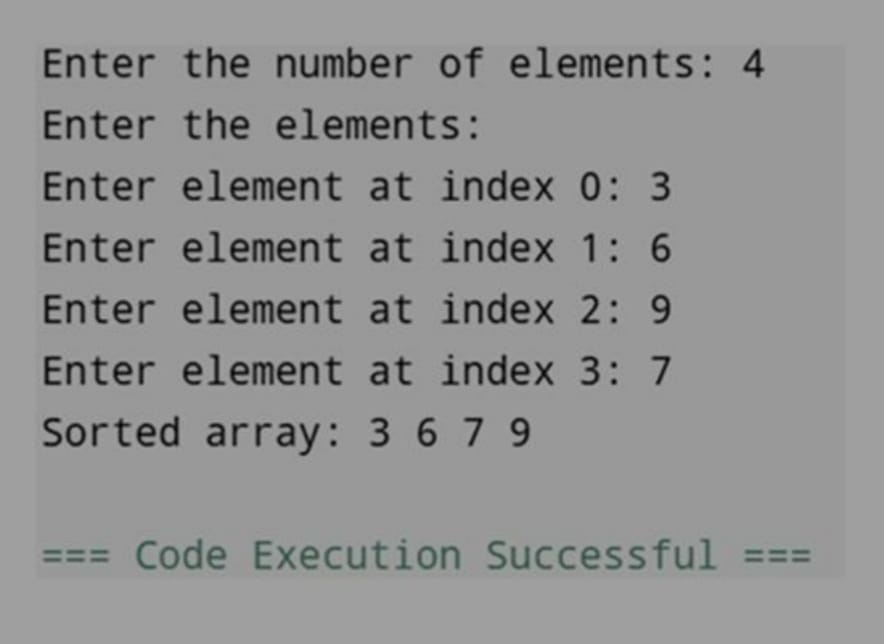 Enter the number of elements: 4
Enter the elements:
Enter element at index 0: 3
Enter element at index 1: 6
Enter element at index 2: 9
Enter element at index 3: 7
Sorted array: 3 6 7 9
=== Code Execution Successful ===